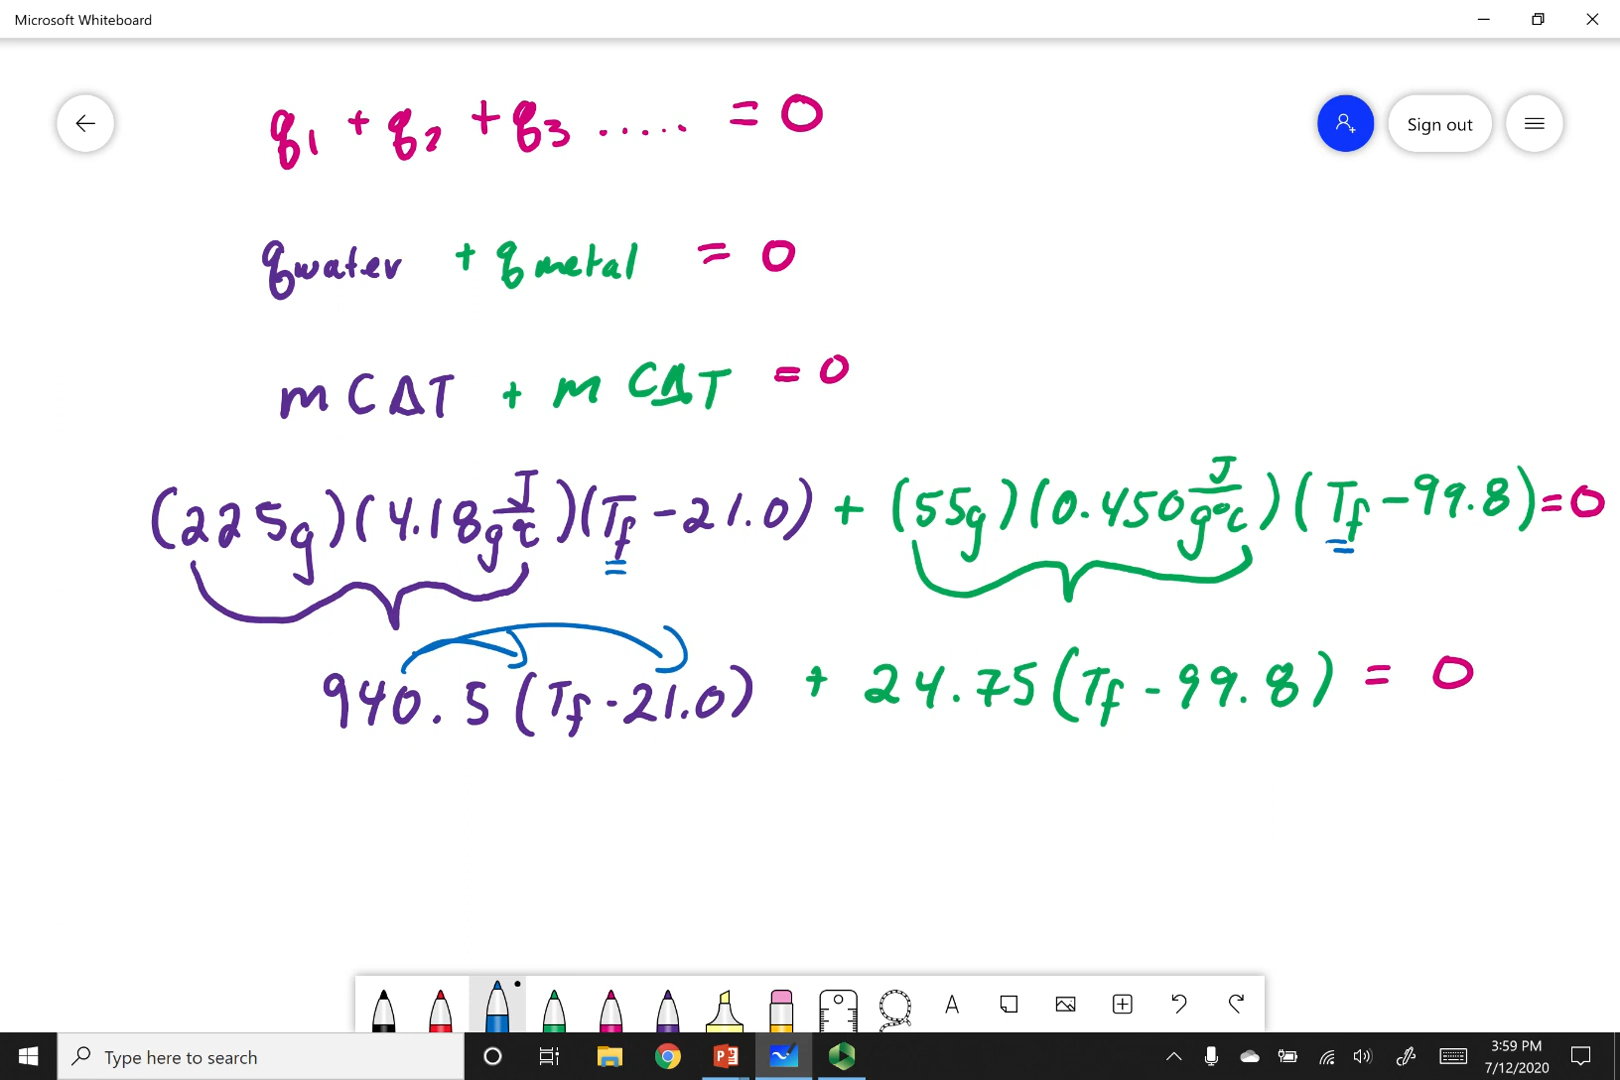 Microsoft Whiteboard
q1 + q2 + q3 ..... = 0
Sign out
qwater + qmetal = 0
m C Δ T + m C Δ T = 0
(225g)(4.18 J/g°C)(Tf - 21.0) + (55g)(0.450 J/g°C)(Tf - 99.8) = 0
940.5 (Tf - 21.0) + 24.75 (Tf - 99.8) = 0
Type here to search
3:59 PM
7/12/2020